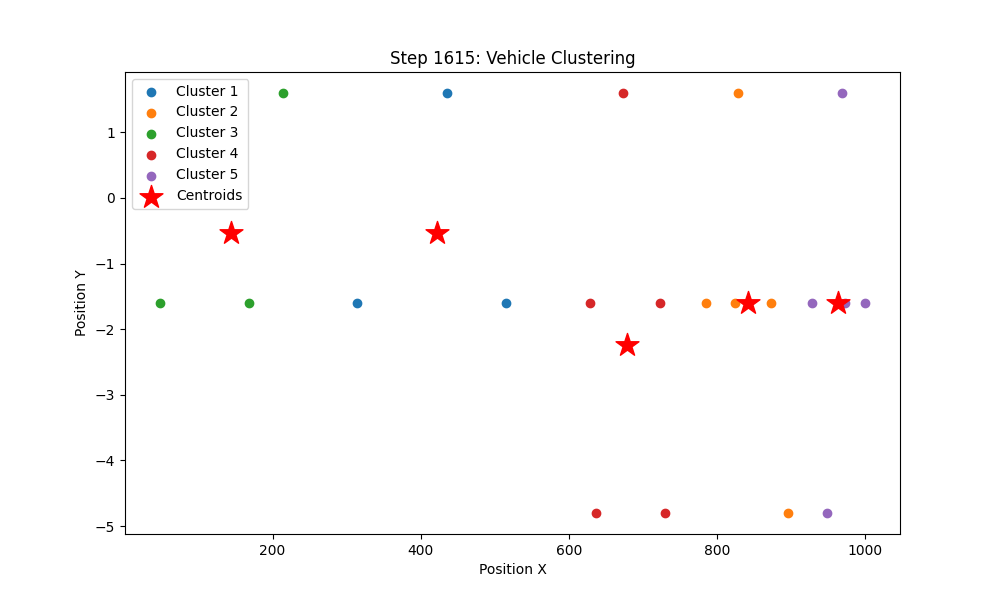 Step 1615: Vehicle Clustering
Cluster 1
Cluster 2
Cluster 3
Cluster 4
Cluster 5
Centroids
1
0
−1
−2
−3
−4
−5
Position Y
200 400 600 800 1000
Position X